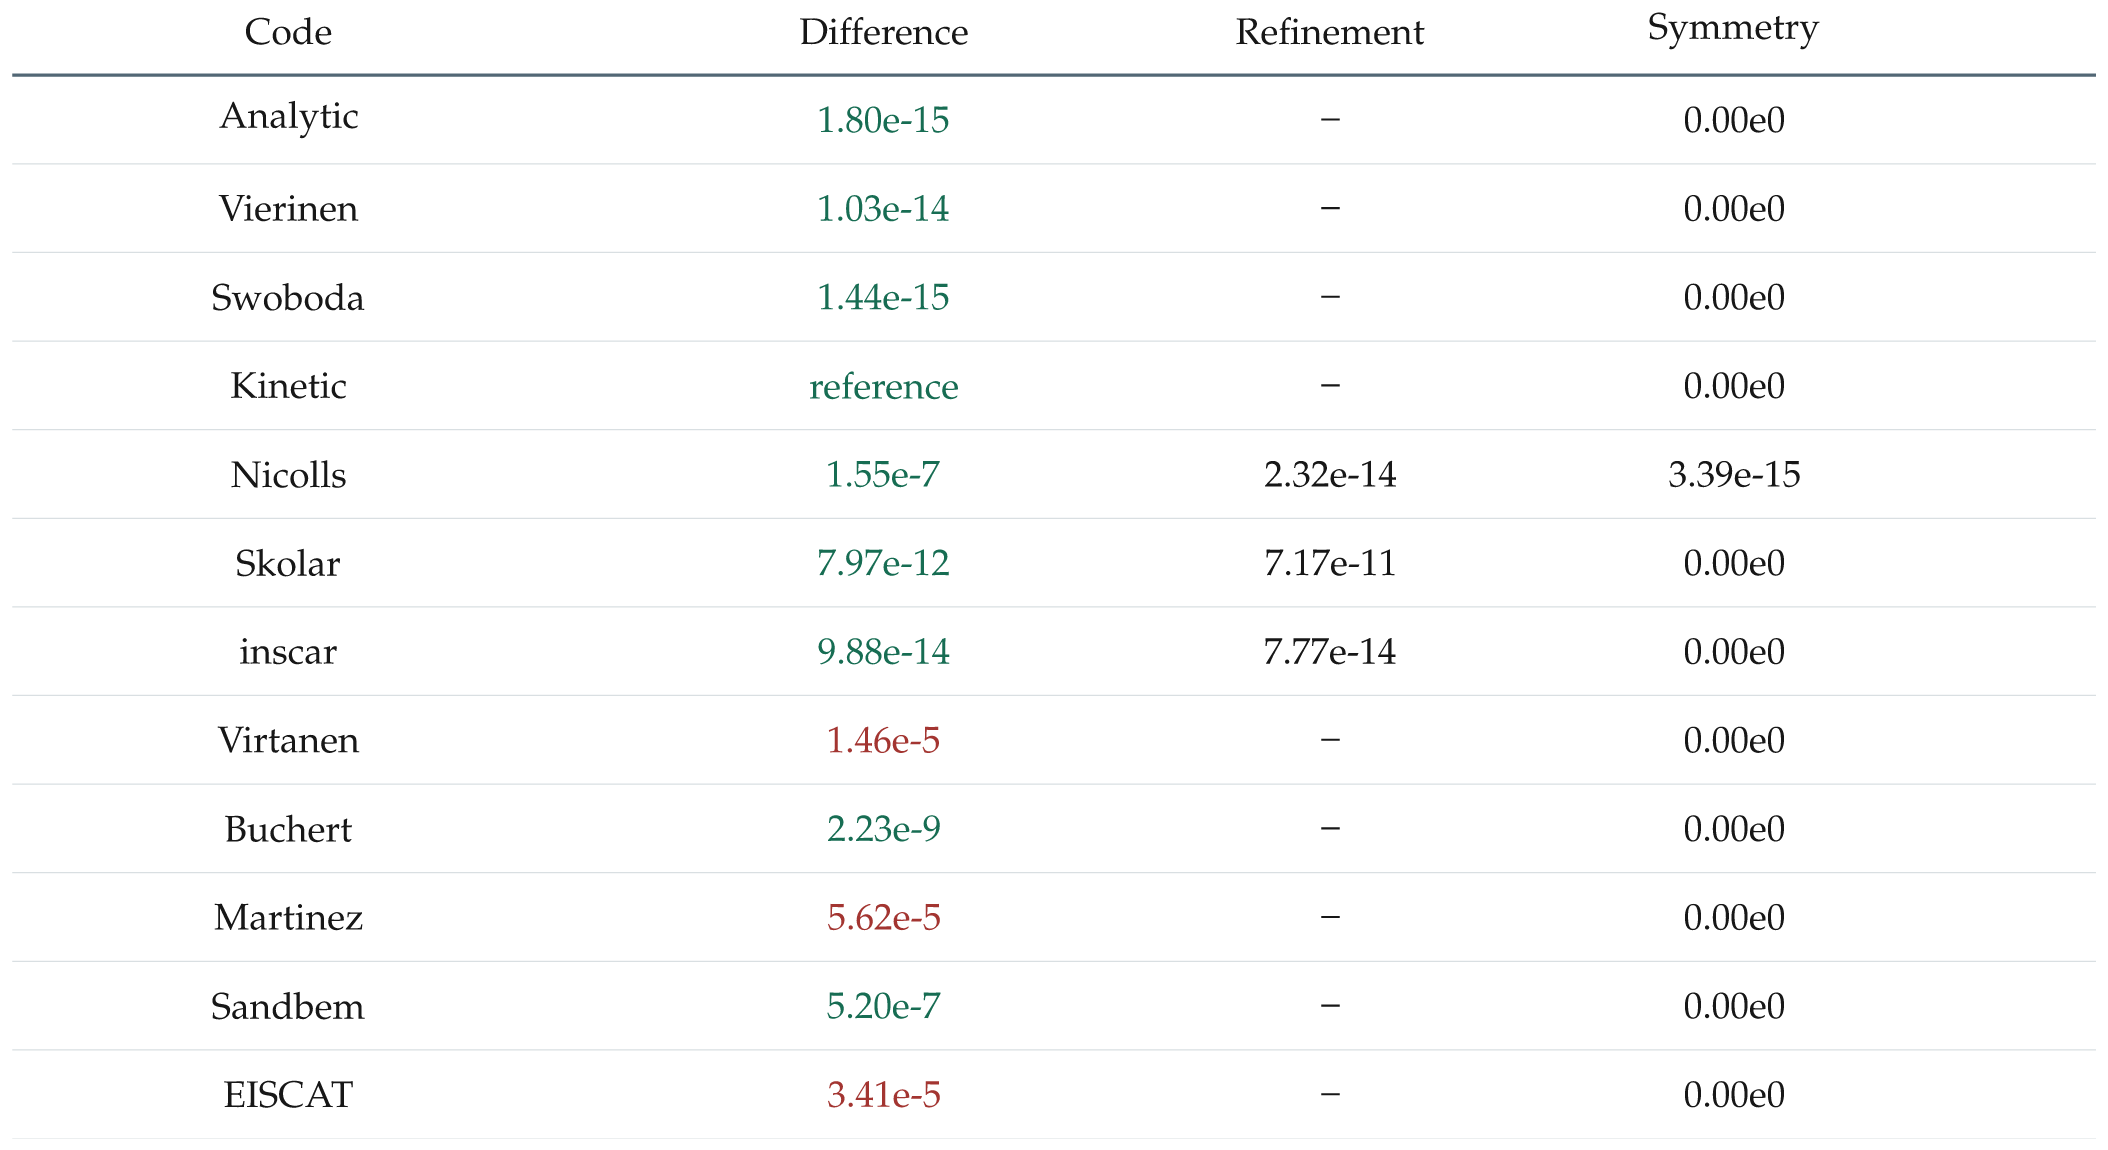 Code Difference Refinement Symmetry
Analytic 1.80e-15 – 0.00e0
Vierinen 1.03e-14 – 0.00e0
Swoboda 1.44e-15 – 0.00e0
Kinetic reference – 0.00e0
Nicolls 1.55e-7 2.32e-14 3.39e-15
Skolar 7.97e-12 7.17e-11 0.00e0
inscar 9.88e-14 7.77e-14 0.00e0
Virtanen 1.46e-5 – 0.00e0
Buchert 2.23e-9 – 0.00e0
Martinez 5.62e-5 – 0.00e0
Sandbem 5.20e-7 – 0.00e0
EISCAT 3.41e-5 – 0.00e0